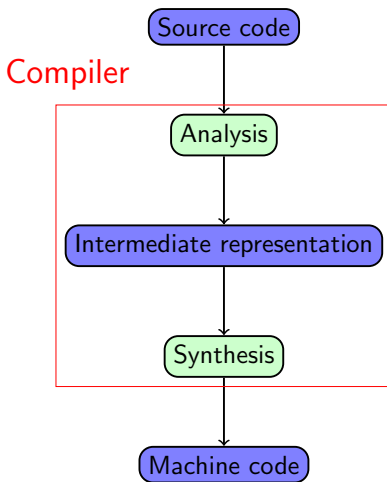 Source code
Compiler
Analysis
Intermediate representation
Synthesis
Machine code